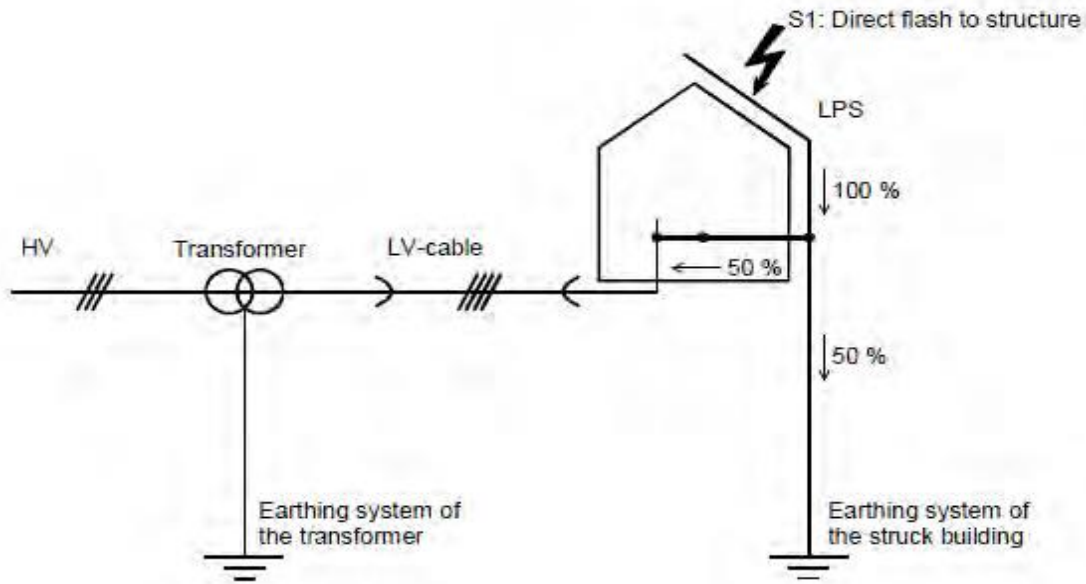 S1: Direct flash to structure
LPS
100 %
HV
Transformer
LV-cable
50 %
50 %
Earthing system of
the transformer
Earthing system of
the struck building